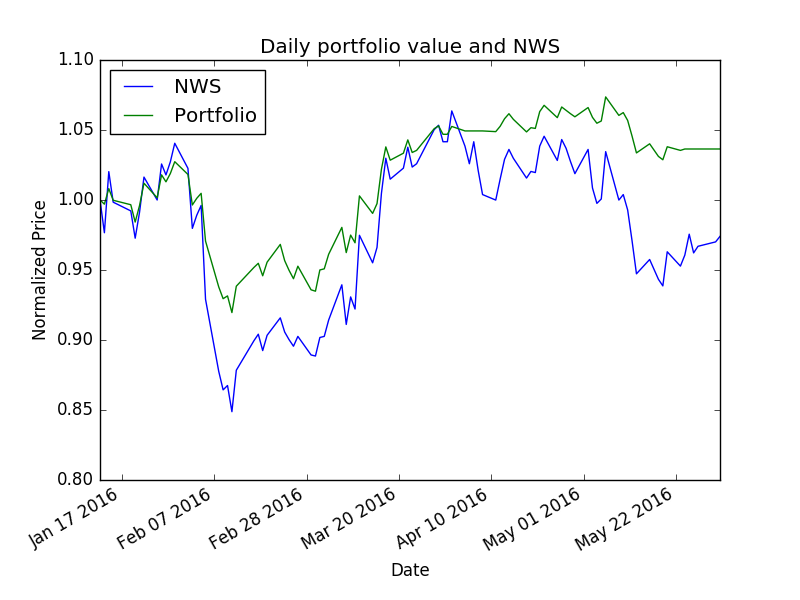 Daily portfolio value and NWS
NWS
Portfolio
1.10
1.05
1.00
0.95
0.90
0.85
0.80
Normalized Price
Jan 17 2016
Feb 07 2016
Feb 28 2016
Mar 20 2016
Apr 10 2016
May 01 2016
May 22 2016
Date